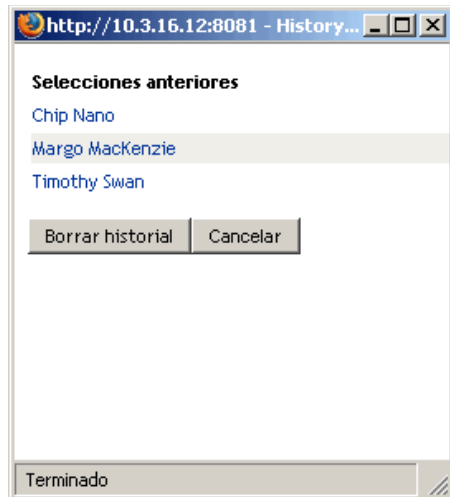 http://10.3.16.12:8081 - History...
Selecciones anteriores
Chip Nano
Margo MacKenzie
Timothy Swan
Borrar historial Cancelar
Terminado